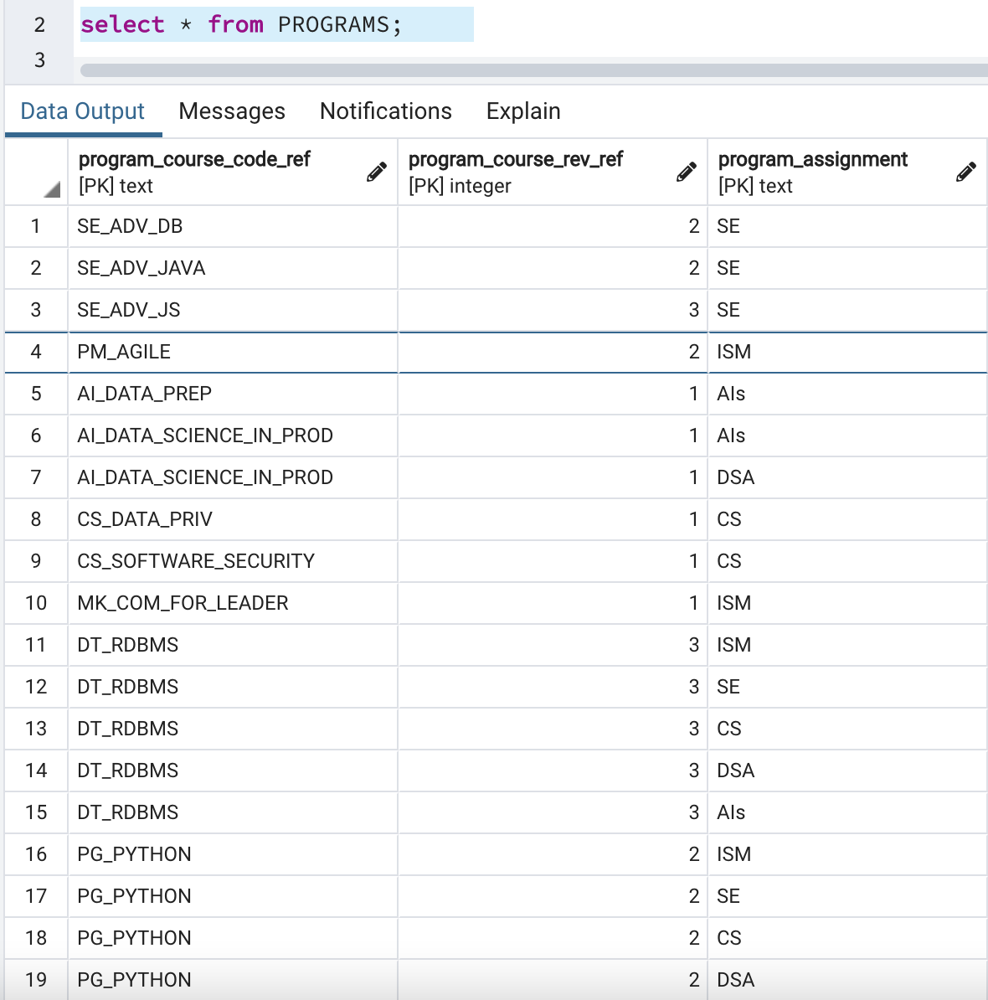 2 select * from PROGRAMS;
3
Data Output Messages Notifications Explain
program_course_code_ref program_course_rev_ref program_assignment
[PK] text [PK] integer [PK] text
1 SE_ADV_DB 2 SE
2 SE_ADV_JAVA 2 SE
3 SE_ADV_JS 3 SE
4 PM_AGILE 2 ISM
5 AI_DATA_PREP 1 AIs
6 AI_DATA_SCIENCE_IN_PROD 1 AIs
7 AI_DATA_SCIENCE_IN_PROD 1 DSA
8 CS_DATA_PRIV 1 CS
9 CS_SOFTWARE_SECURITY 1 CS
10 MK_COM_FOR_LEADER 1 ISM
11 DT_RDBMS 3 ISM
12 DT_RDBMS 3 SE
13 DT_RDBMS 3 CS
14 DT_RDBMS 3 DSA
15 DT_RDBMS 3 AIs
16 PG_PYTHON 2 ISM
17 PG_PYTHON 2 SE
18 PG_PYTHON 2 CS
19 PG_PYTHON 2 DSA